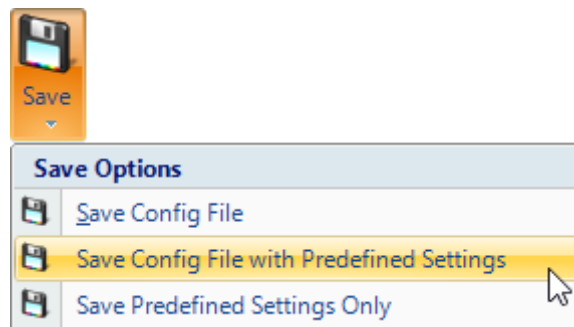 Save
Save Options
Save Config File
Save Config File with Predefined Settings
Save Predefined Settings Only